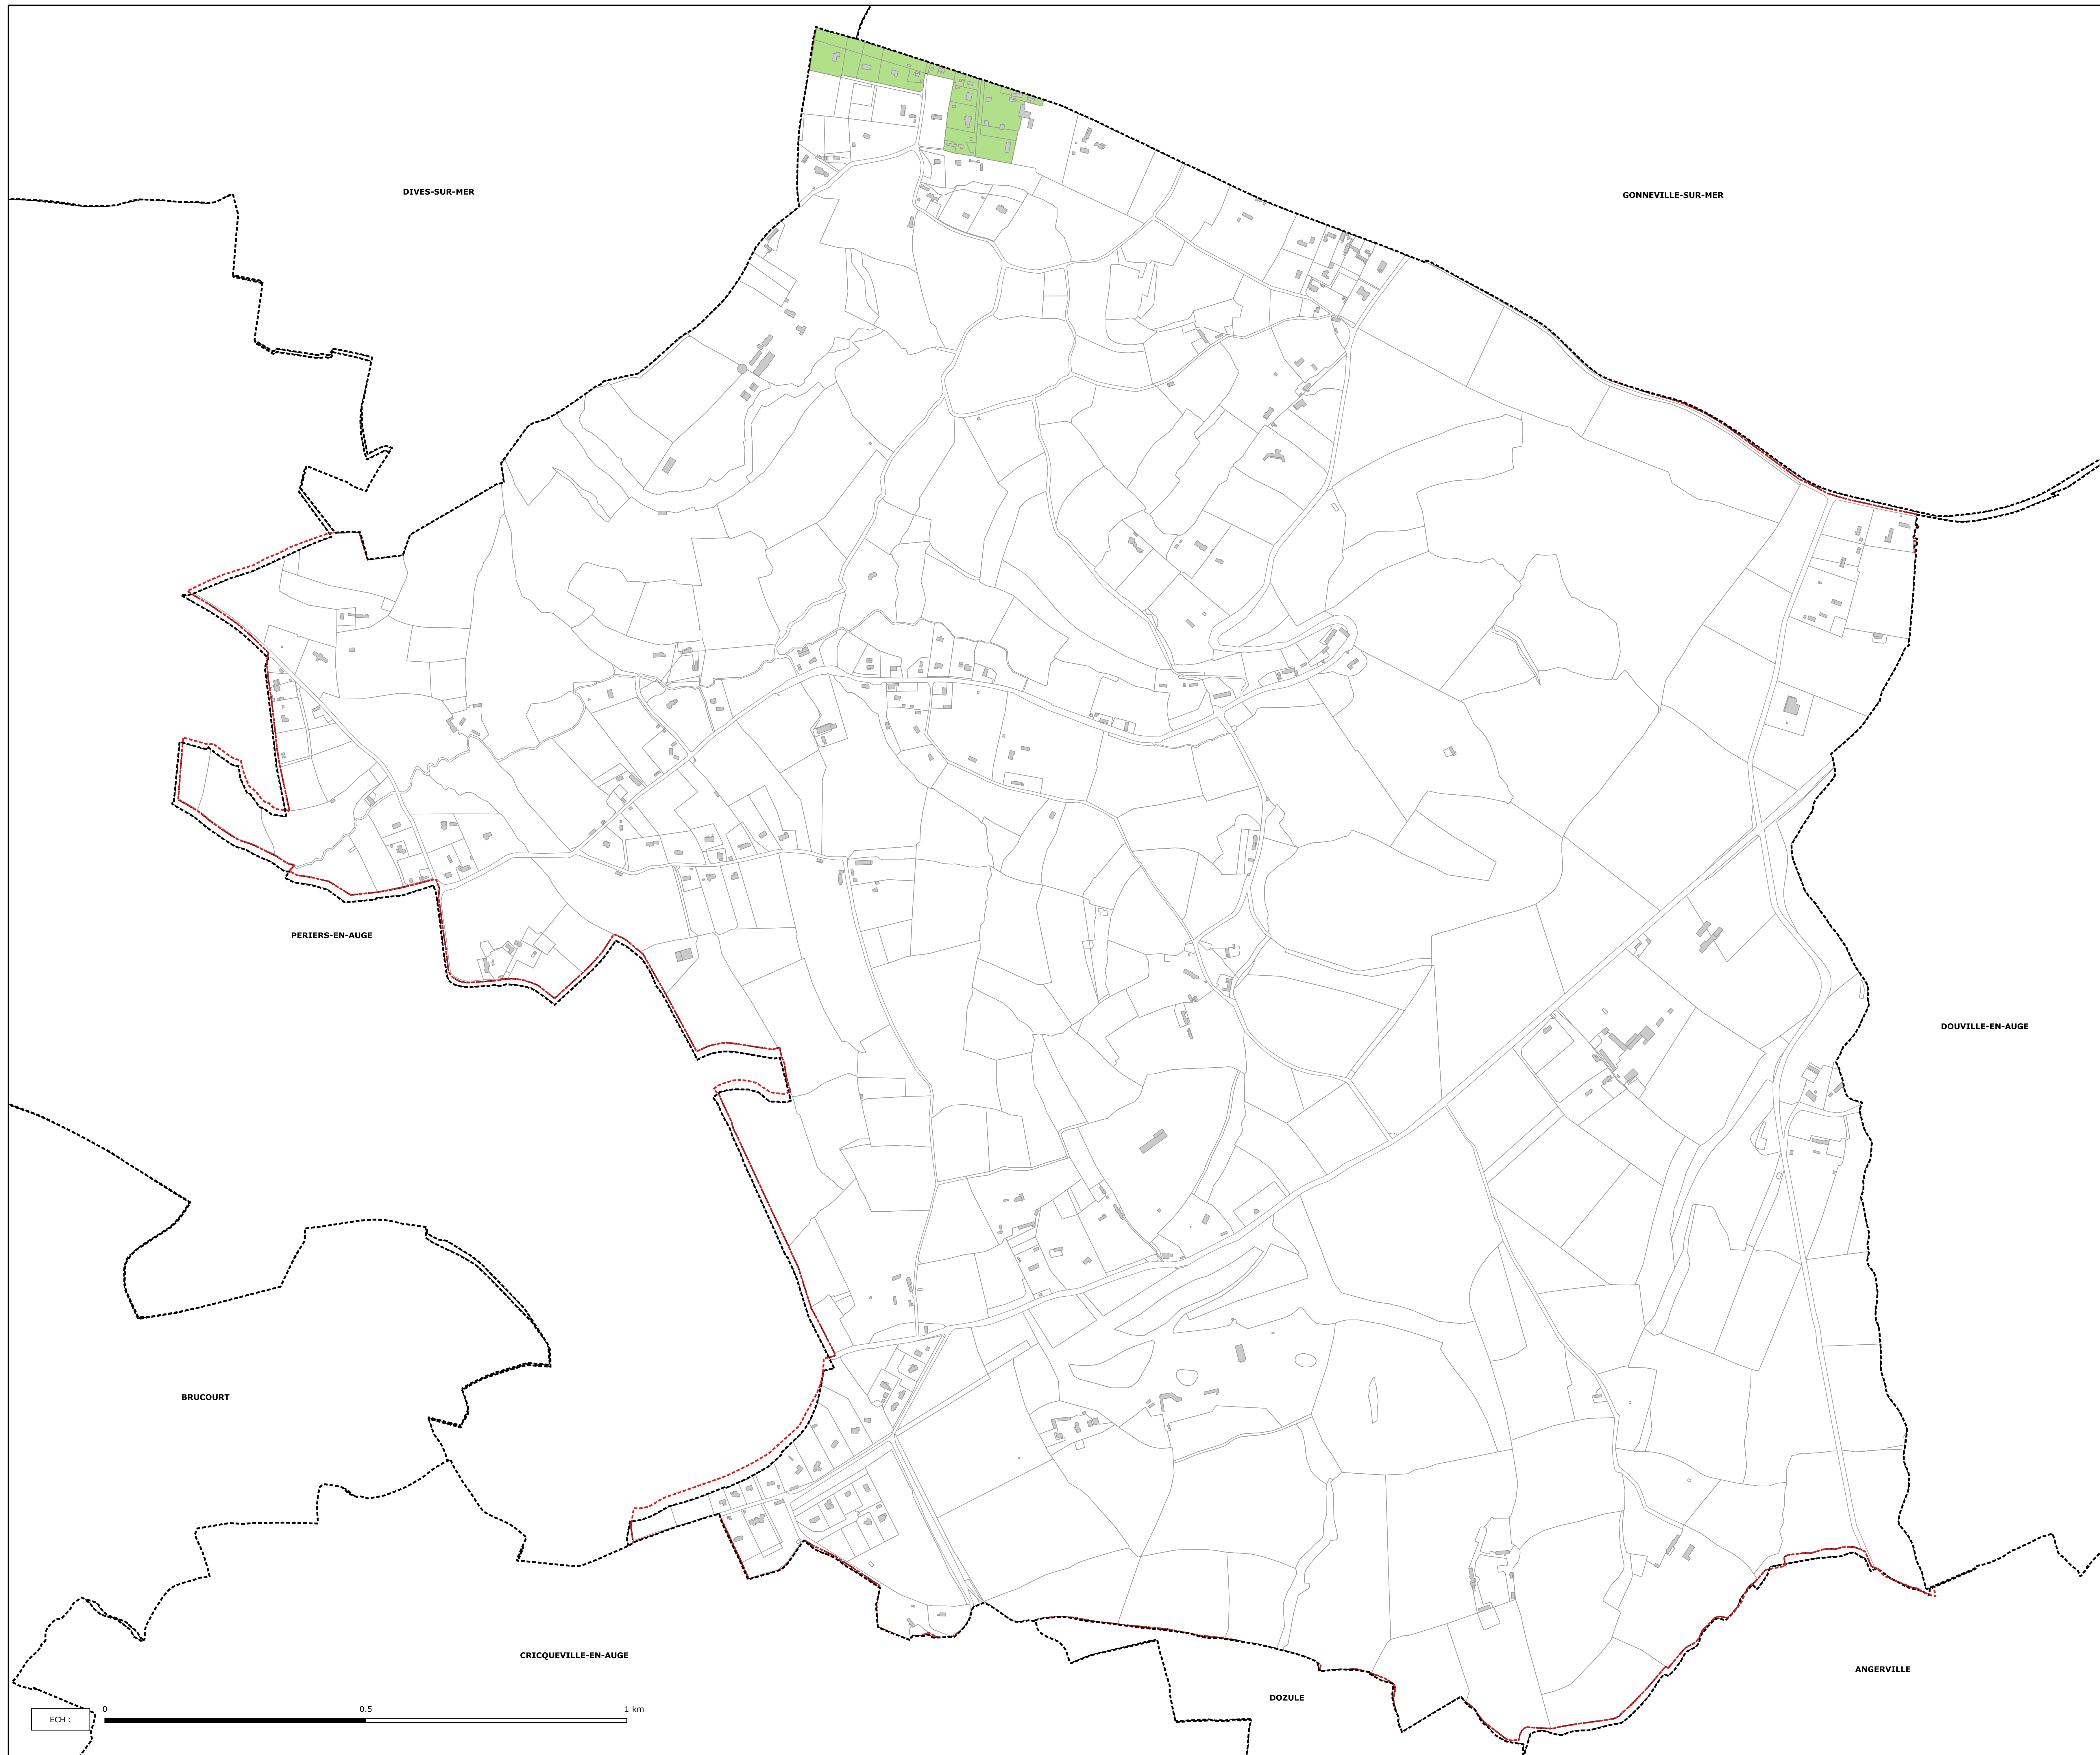 DIVES-SUR-MER
GONNEVILLE-SUR-MER
PERIERS-EN-AUGE
DOUVILLE-EN-AUGE
BRUCOURT
CRICQUEVILLE-EN-AUGE
ANGERVILLE
DOZULE
ECH :
0 0.5 1 km